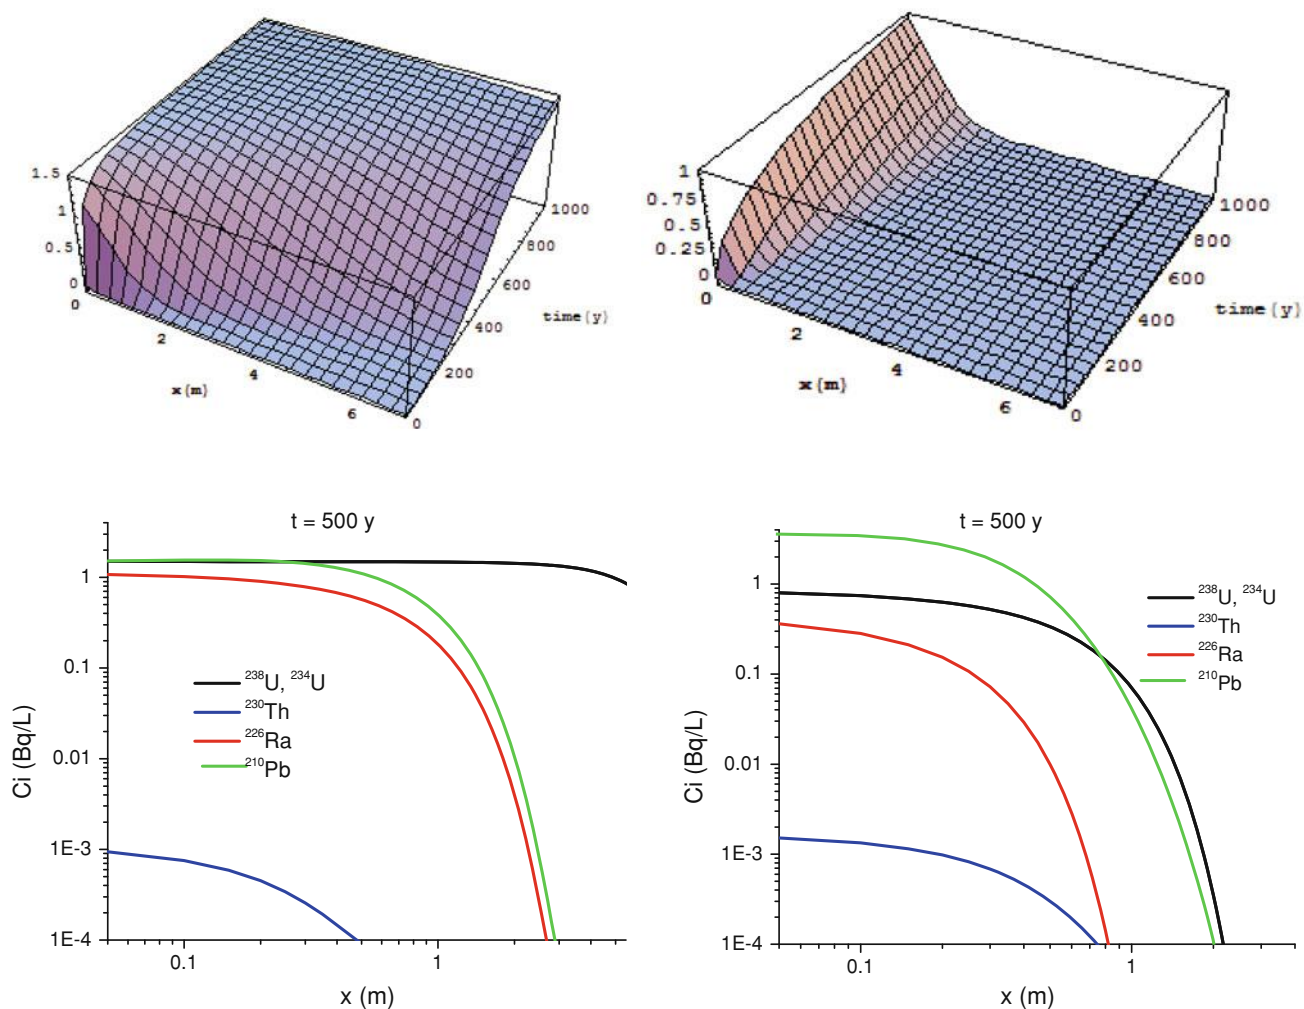 1.5
1
0.5
0
0
2
4
6
x(m)
0
200
400
600
800
1000
time(y)
1
0.75
0.5
0.25
0
0
2
4
6
x(m)
0
200
400
600
800
1000
time(y)
t = 500 y
1
0.1
0.01
1E-3
1E-4
Ci (Bq/L)
²³⁸U, ²³⁴U
²³⁰Th
²²⁶Ra
²¹⁰Pb
0.1
1
x (m)
t = 500 y
1
0.1
0.01
1E-3
1E-4
Ci (Bq/L)
²³⁸U, ²³⁴U
²³⁰Th
²²⁶Ra
²¹⁰Pb
0.1
1
x (m)